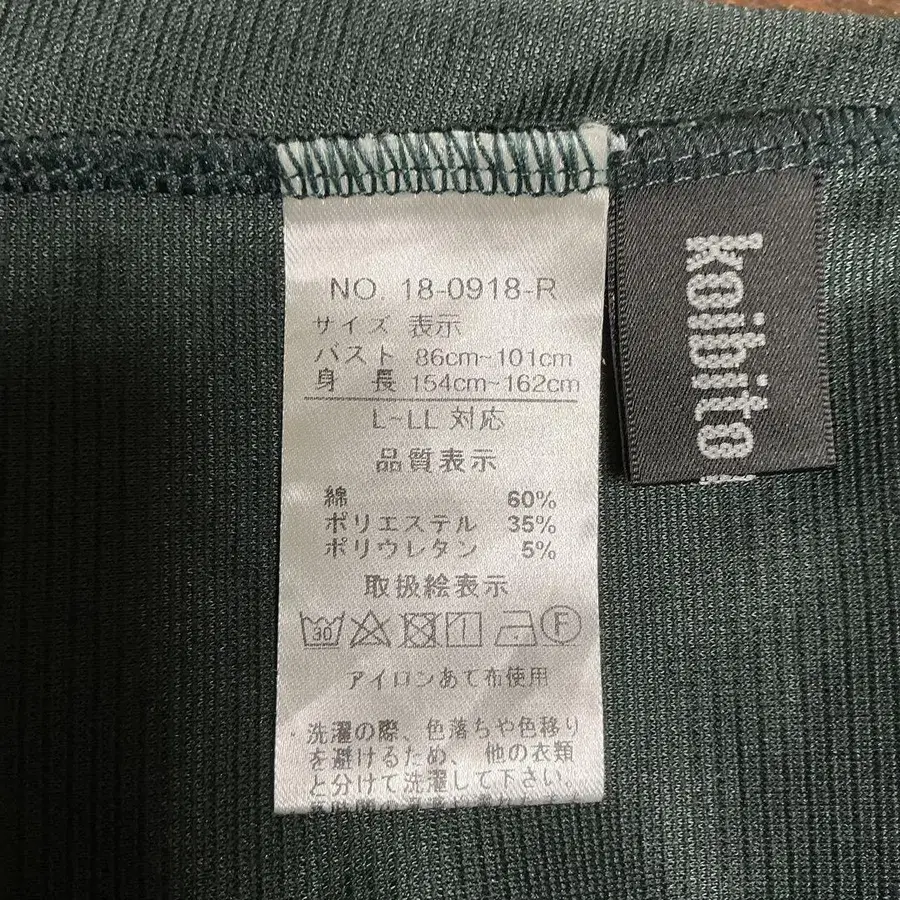 NO. 18-0918-R
サイズ 表示
バスト 86cm~101cm
身 長 154cm~162cm
L~LL 対応
品質表示
綿 60%
ポリエステル 35%
ポリウレタン 5%
取扱絵表示
30 F
アイロンあて布使用
・洗濯の際、色落ちや色移り
を避けるため、他の衣類
と分けて洗濯して下さい。
koibito